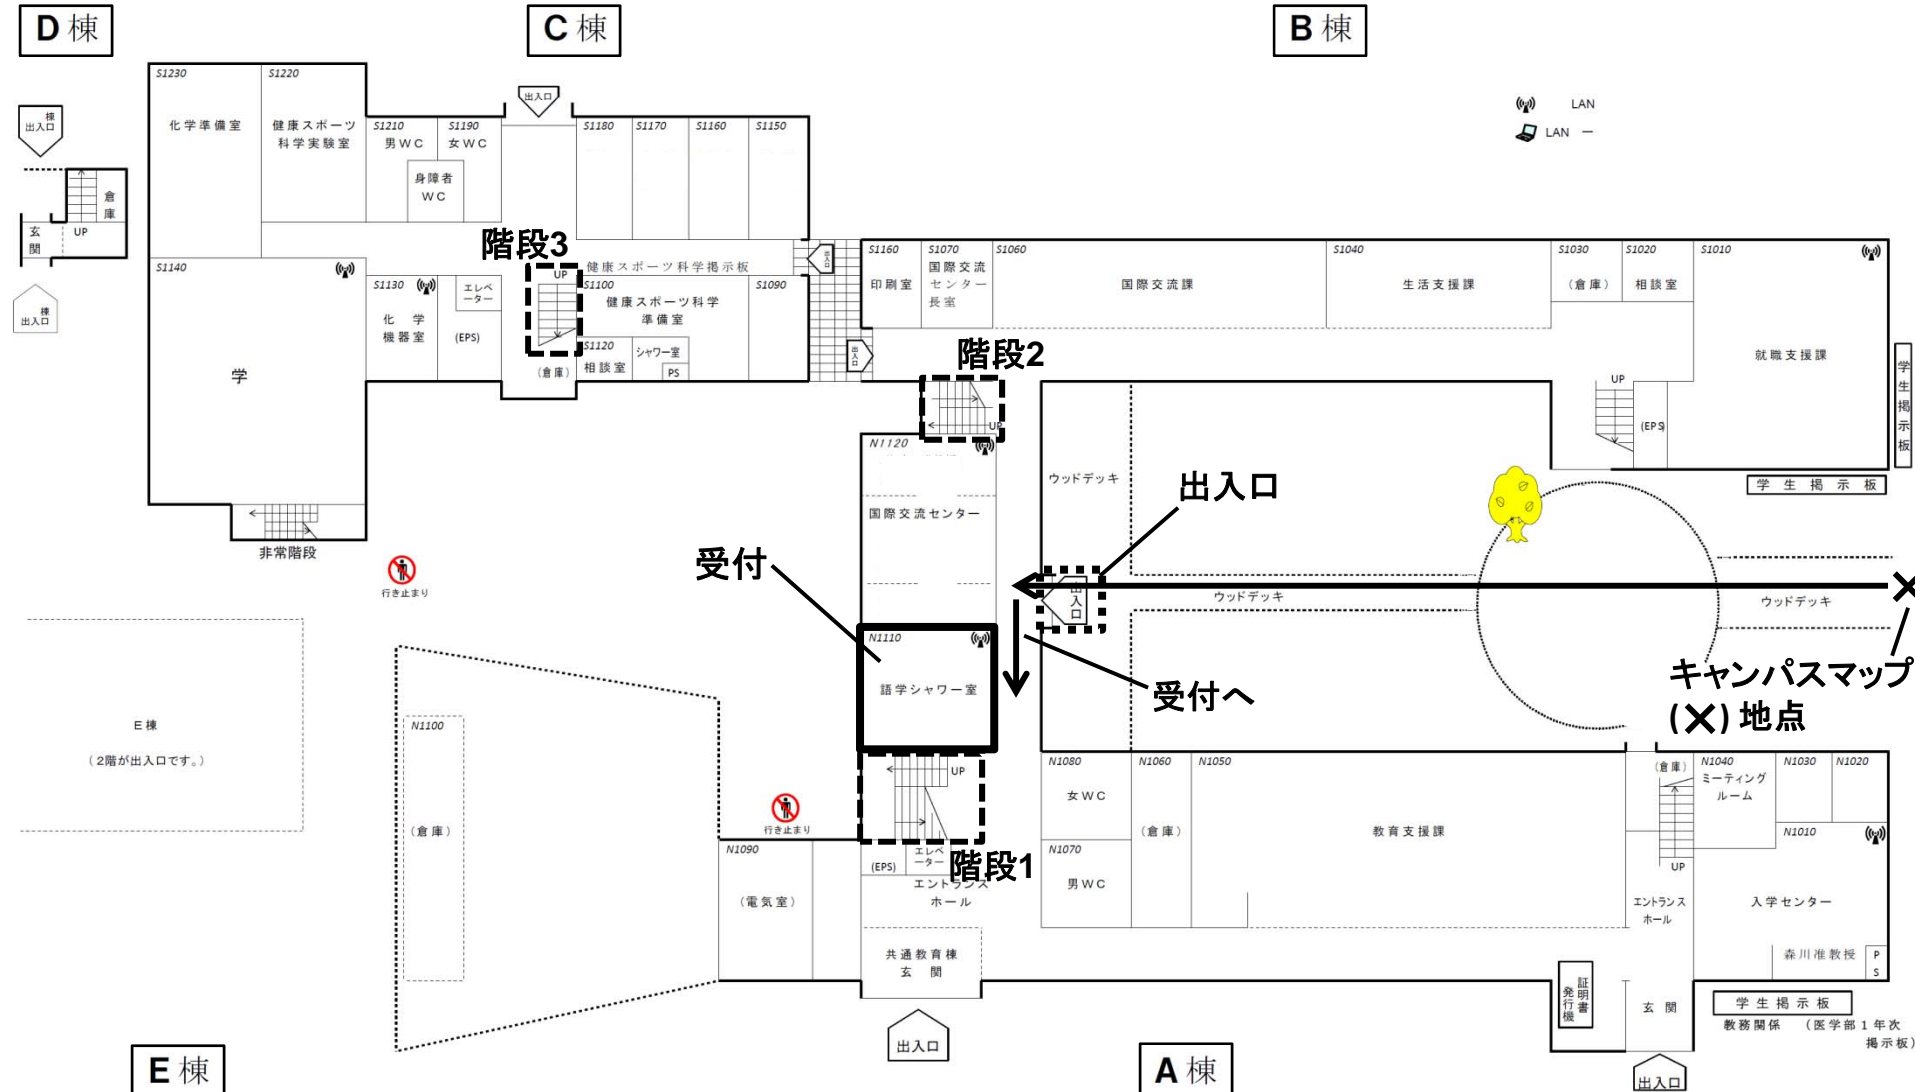 D棟
C棟
B棟
S1230
化学準備室
S1220
健康スポーツ
科学実験室
S1210
男WC
S1190
女WC
身障者
WC
出入口
S1180
S1170
S1160
S1150
LAN
LAN ー
棟
出入口
倉庫
玄関
UP
棟
出入口
階段3
UP
健康スポーツ科学掲示板
出入口
S1140
学
S1130
化 学
機器室
エレベ
ーター
(EPS)
S1100
健康スポーツ科学
準備室
S1090
S1120
相談室
シャワー室
PS
(倉庫)
出入口
S1160
印刷室
S1070
国際交流
センター
長室
S1060
国際交流課
S1040
生活支援課
S1030
(倉庫)
S1020
相談室
S1010
就職支援課
UP
(EPS)
学生掲示板
学生掲示板
階段2
UP
N1120
国際交流センター
ウッドデッキ
出入口
出入口
ウッドデッキ
ウッドデッキ
非常階段
行き止まり
受付
N1110
語学シャワー室
受付へ
キャンパスマップ
(×)地点
E棟
(2階が出入口です。)
N1100
(倉庫)
行き止まり
UP
階段1
N1090
(電気室)
(EPS)
エレベ
ーター
エントランス
ホール
共通教育棟
玄 関
出入口
N1080
女WC
N1070
男WC
N1060
(倉庫)
N1050
教育支援課
(倉庫)
UP
エントランス
ホール
N1040
ミーティング
ルーム
N1030
N1020
N1010
入学センター
森川准教授
PS
証明書
発行機
玄 関
出入口
学生掲示板
教務関係 (医学部1年次
掲示板)
E棟
A棟